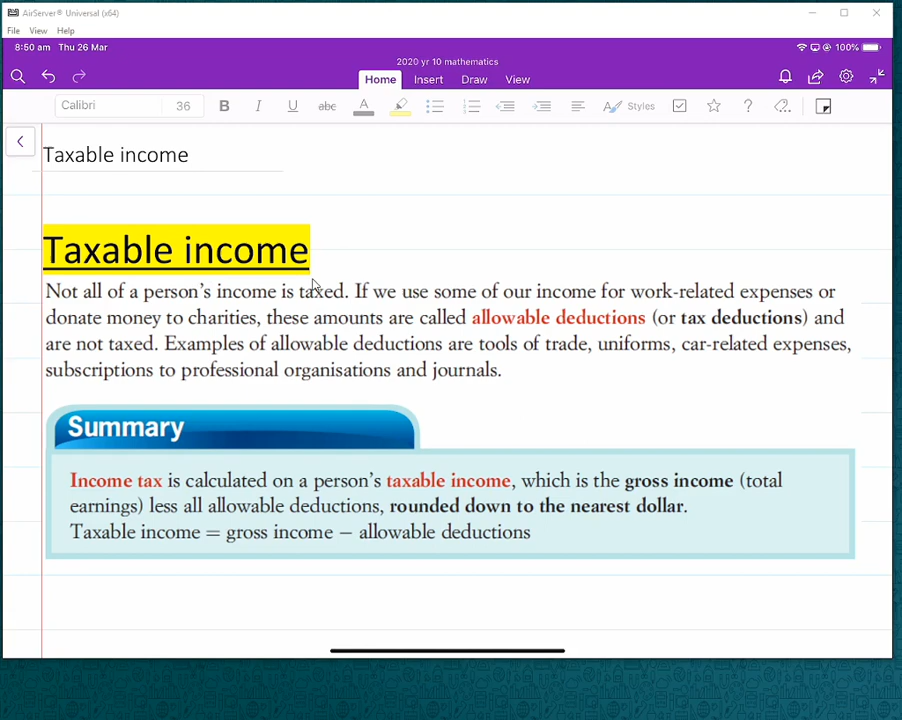 AirServer® Universal (x64)
File View Help
8:50 am Thu 26 Mar
100%
2020 yr 10 mathematics
Home Insert Draw View
Calibri 36 B I U abc A Styles ?
Taxable income
Taxable income
Not all of a person's income is taxed. If we use some of our income for work-related expenses or
donate money to charities, these amounts are called allowable deductions (or tax deductions) and
are not taxed. Examples of allowable deductions are tools of trade, uniforms, car-related expenses,
subscriptions to professional organisations and journals.
Summary
Income tax is calculated on a person's taxable income, which is the gross income (total
earnings) less all allowable deductions, rounded down to the nearest dollar.
Taxable income = gross income − allowable deductions